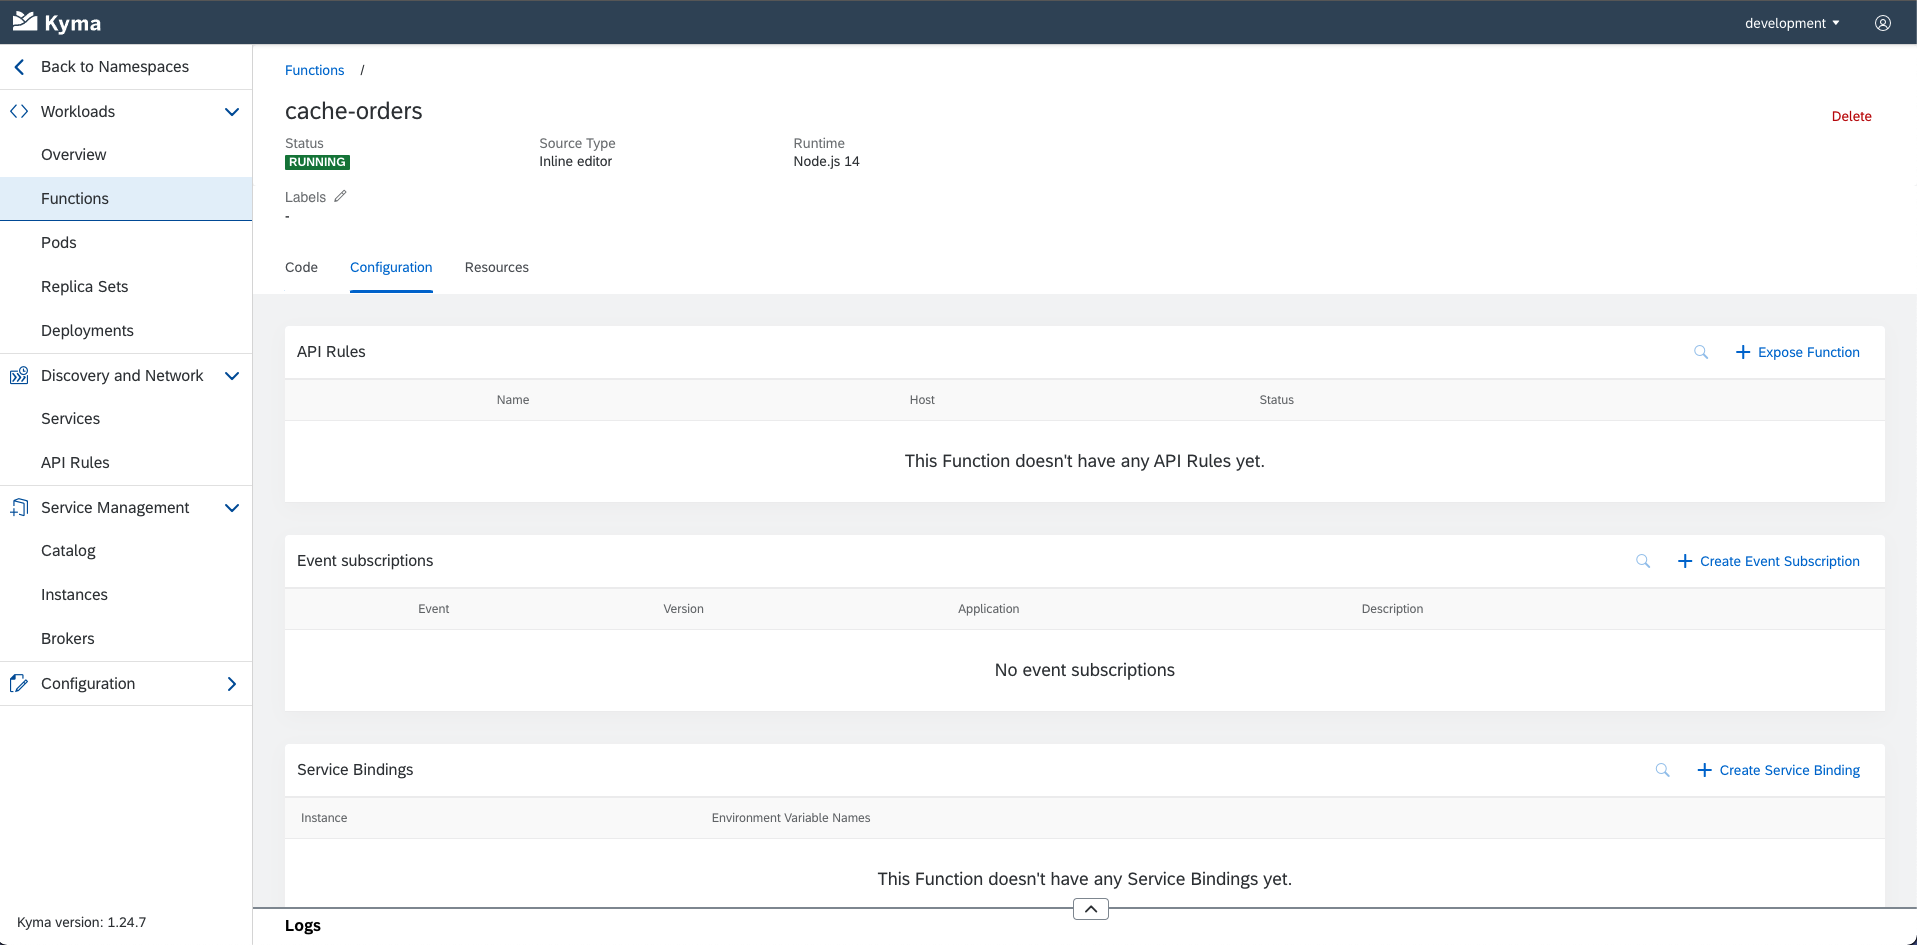 Kyma
development
Back to Namespaces
Workloads
Overview
Functions
Pods
Replica Sets
Deployments
Discovery and Network
Services
API Rules
Service Management
Catalog
Instances
Brokers
Configuration
Kyma version: 1.24.7
Functions /
cache-orders
Delete
Status Source Type Runtime
RUNNING Inline editor Node.js 14
Labels
-
Code Configuration Resources
API Rules Expose Function
Name Host Status
This Function doesn't have any API Rules yet.
Event subscriptions Create Event Subscription
Event Version Application Description
No event subscriptions
Service Bindings Create Service Binding
Instance Environment Variable Names
This Function doesn't have any Service Bindings yet.
Logs